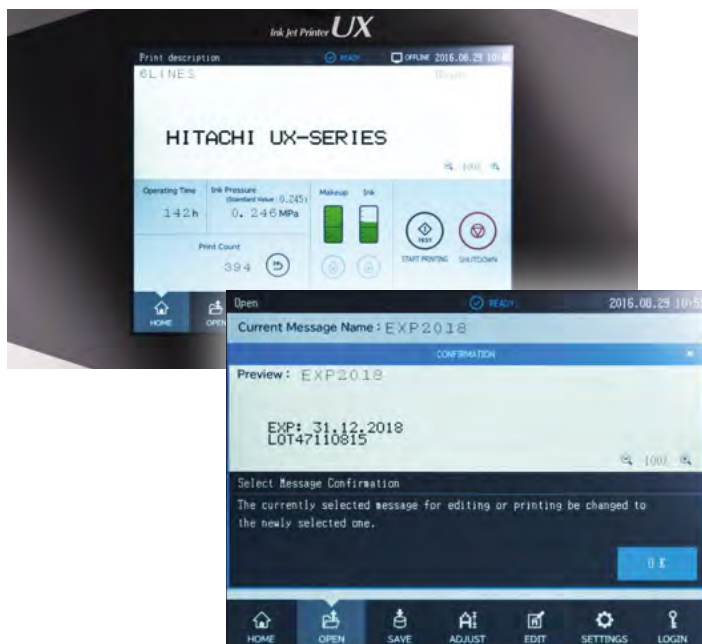 Ink Jet Printer UX
Print description READY OFFLINE 2016.08.29
6LINES
HITACHI UX-SERIES
100%
Operating Time
142h
Ink Pressure
(Standard Value : 0.245)
0.246MPa
Makeup Ink
Print Count
394
TEST
START PRINTING SHUTDOWN
HOME OPEN
Open READY 2016.08.29
Current Message Name : EXP2018
CONFIRMATION
Preview : EXP2018
EXP: 31.12.2018
LOT47110815
100%
Select Message Confirmation
The currently selected message for editing or printing be changed to
the newly selected one.
OK
HOME OPEN SAVE ADJUST EDIT SETTINGS LOGIN